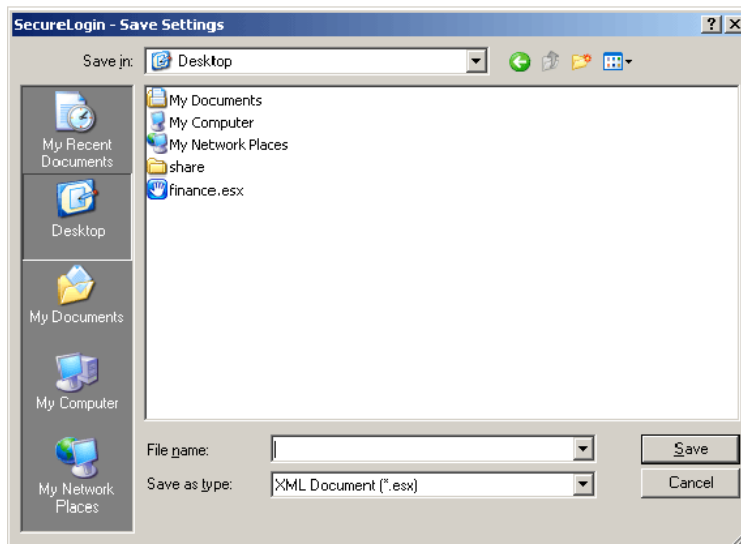 SecureLogin - Save Settings
Save in:
Desktop
My Recent
Documents
Desktop
My Documents
My Computer
My Network
Places
My Documents
My Computer
My Network Places
share
finance.esx
File name:
Save
Save as type:
XML Document (*.esx)
Cancel